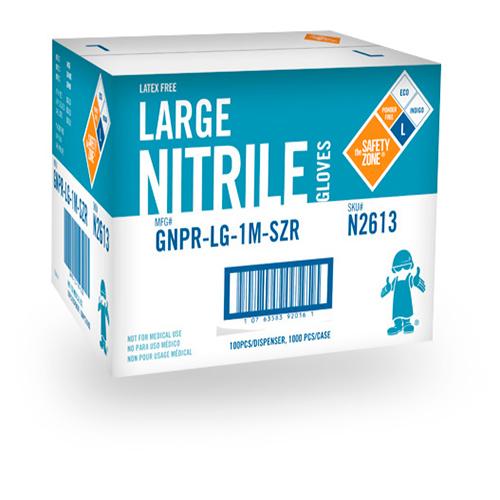 LATEX FREE
LARGE
NITRILE
GLOVES
MFG#
GNPR-LG-1M-SZR
SKU#
N2613
ECO
POWDER
FREE
INDIGO
L
the SAFETY
ZONE®
1 07 63583 92016 1
NOT FOR MEDICAL USE
NO PARA USO MÉDICO
NON POUR USAGE MÉDICAL
100PCS/DISPENSER, 1000 PCS/CASE
GNPR-LG-1M-SZR
N2613
L